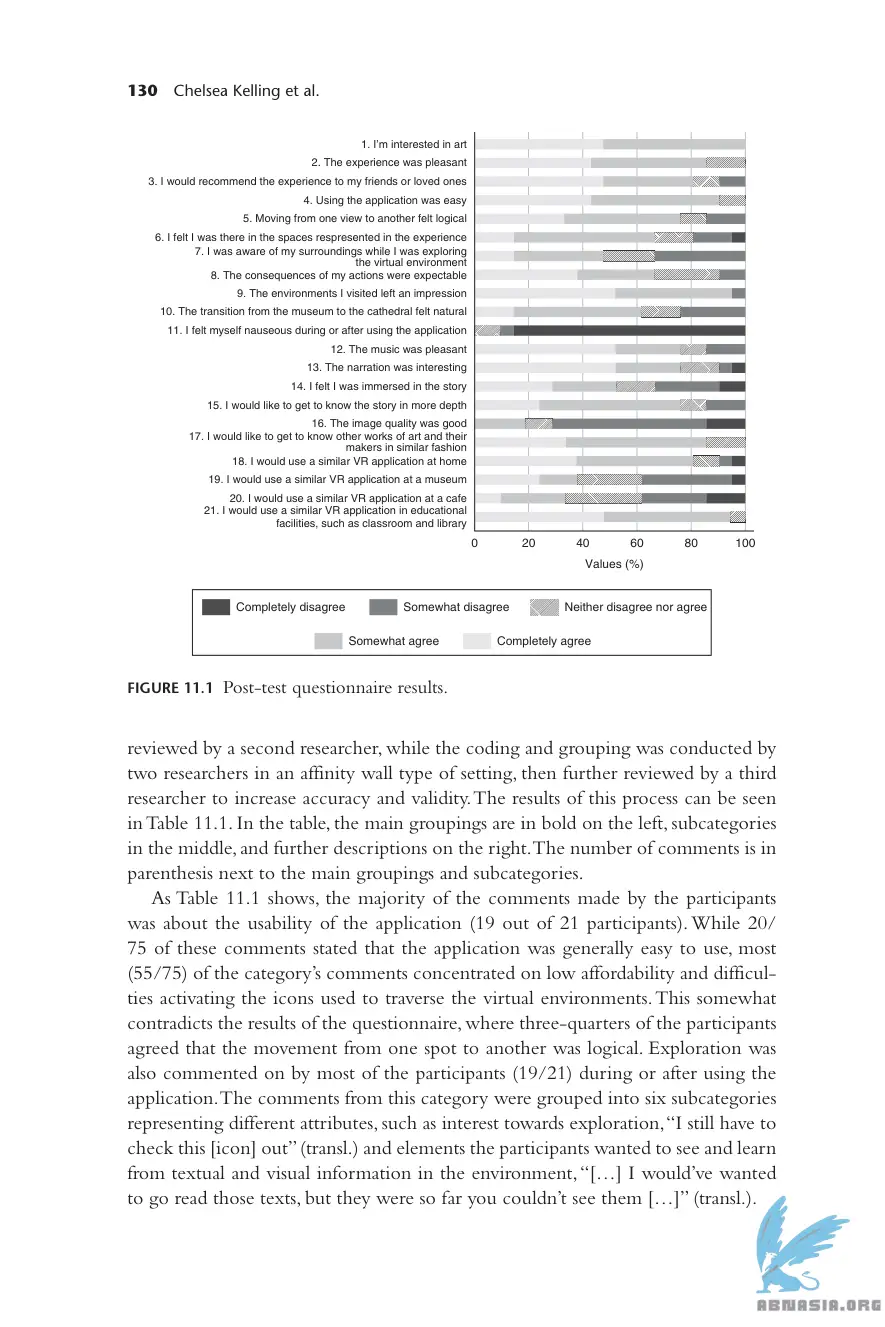 130 Chelsea Kelling et al.
1. I'm interested in art
2. The experience was pleasant
3. I would recommend the experience to my friends or loved ones
4. Using the application was easy
5. Moving from one view to another felt logical
6. I felt I was there in the spaces respresented in the experience
7. I was aware of my surroundings while I was exploring
the virtual environment
8. The consequences of my actions were expectable
9. The environments I visited left an impression
10. The transition from the museum to the cathedral felt natural
11. I felt myself nauseous during or after using the application
12. The music was pleasant
13. The narration was interesting
14. I felt I was immersed in the story
15. I would like to get to know the story in more depth
16. The image quality was good
17. I would like to get to know other works of art and their
makers in similar fashion
18. I would use a similar VR application at home
19. I would use a similar VR application at a museum
20. I would use a similar VR application at a cafe
21. I would use a similar VR application in educational
facilities, such as classroom and library
0 20 40 60 80 100
Values (%)
Completely disagree Somewhat disagree Neither disagree nor agree
Somewhat agree Completely agree
FIGURE 11.1 Post-test questionnaire results.
reviewed by a second researcher, while the coding and grouping was conducted by
two researchers in an affinity wall type of setting, then further reviewed by a third
researcher to increase accuracy and validity. The results of this process can be seen
in Table 11.1. In the table, the main groupings are in bold on the left, subcategories
in the middle, and further descriptions on the right. The number of comments is in
parenthesis next to the main groupings and subcategories.
As Table 11.1 shows, the majority of the comments made by the participants
was about the usability of the application (19 out of 21 participants). While 20/
75 of these comments stated that the application was generally easy to use, most
(55/75) of the category's comments concentrated on low affordability and difficul-
ties activating the icons used to traverse the virtual environments. This somewhat
contradicts the results of the questionnaire, where three-quarters of the participants
agreed that the movement from one spot to another was logical. Exploration was
also commented on by most of the participants (19/21) during or after using the
application. The comments from this category were grouped into six subcategories
representing different attributes, such as interest towards exploration, "I still have to
check this [icon] out" (transl.) and elements the participants wanted to see and learn
from textual and visual information in the environment, "[…] I would've wanted
to go read those texts, but they were so far you couldn't see them […]" (transl.).
ABNASIA.ORG